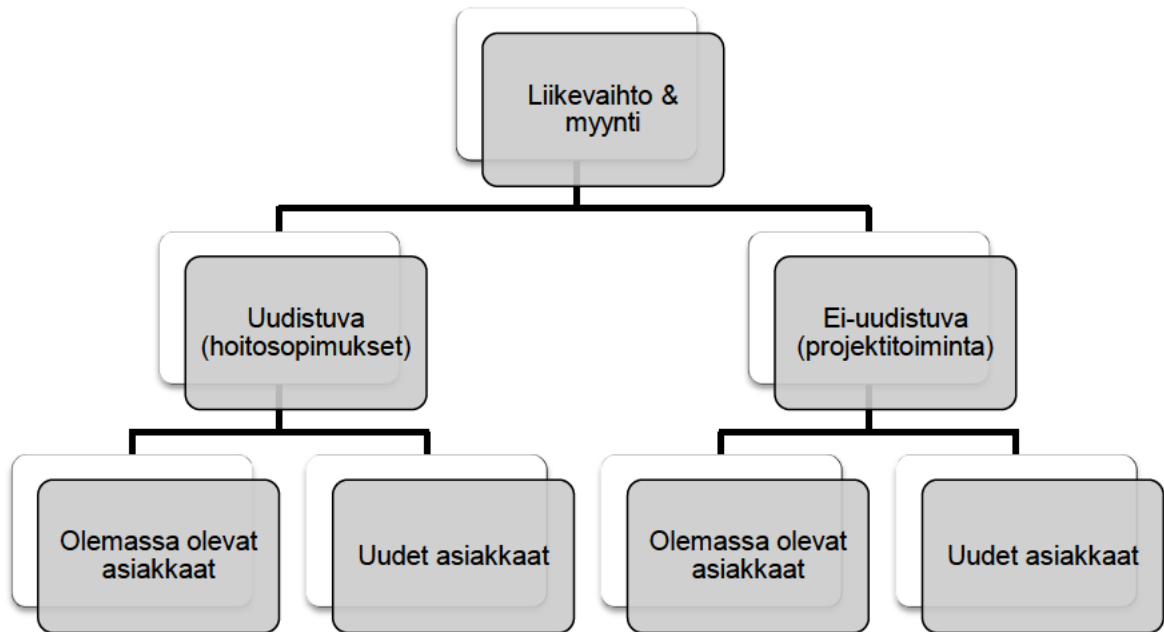 Liikevaihto &
myynti
Uudistuva
(hoitosopimukset)
Ei-uudistuva
(projektitoiminta)
Olemassa olevat
asiakkaat
Uudet asiakkaat
Olemassa olevat
asiakkaat
Uudet asiakkaat